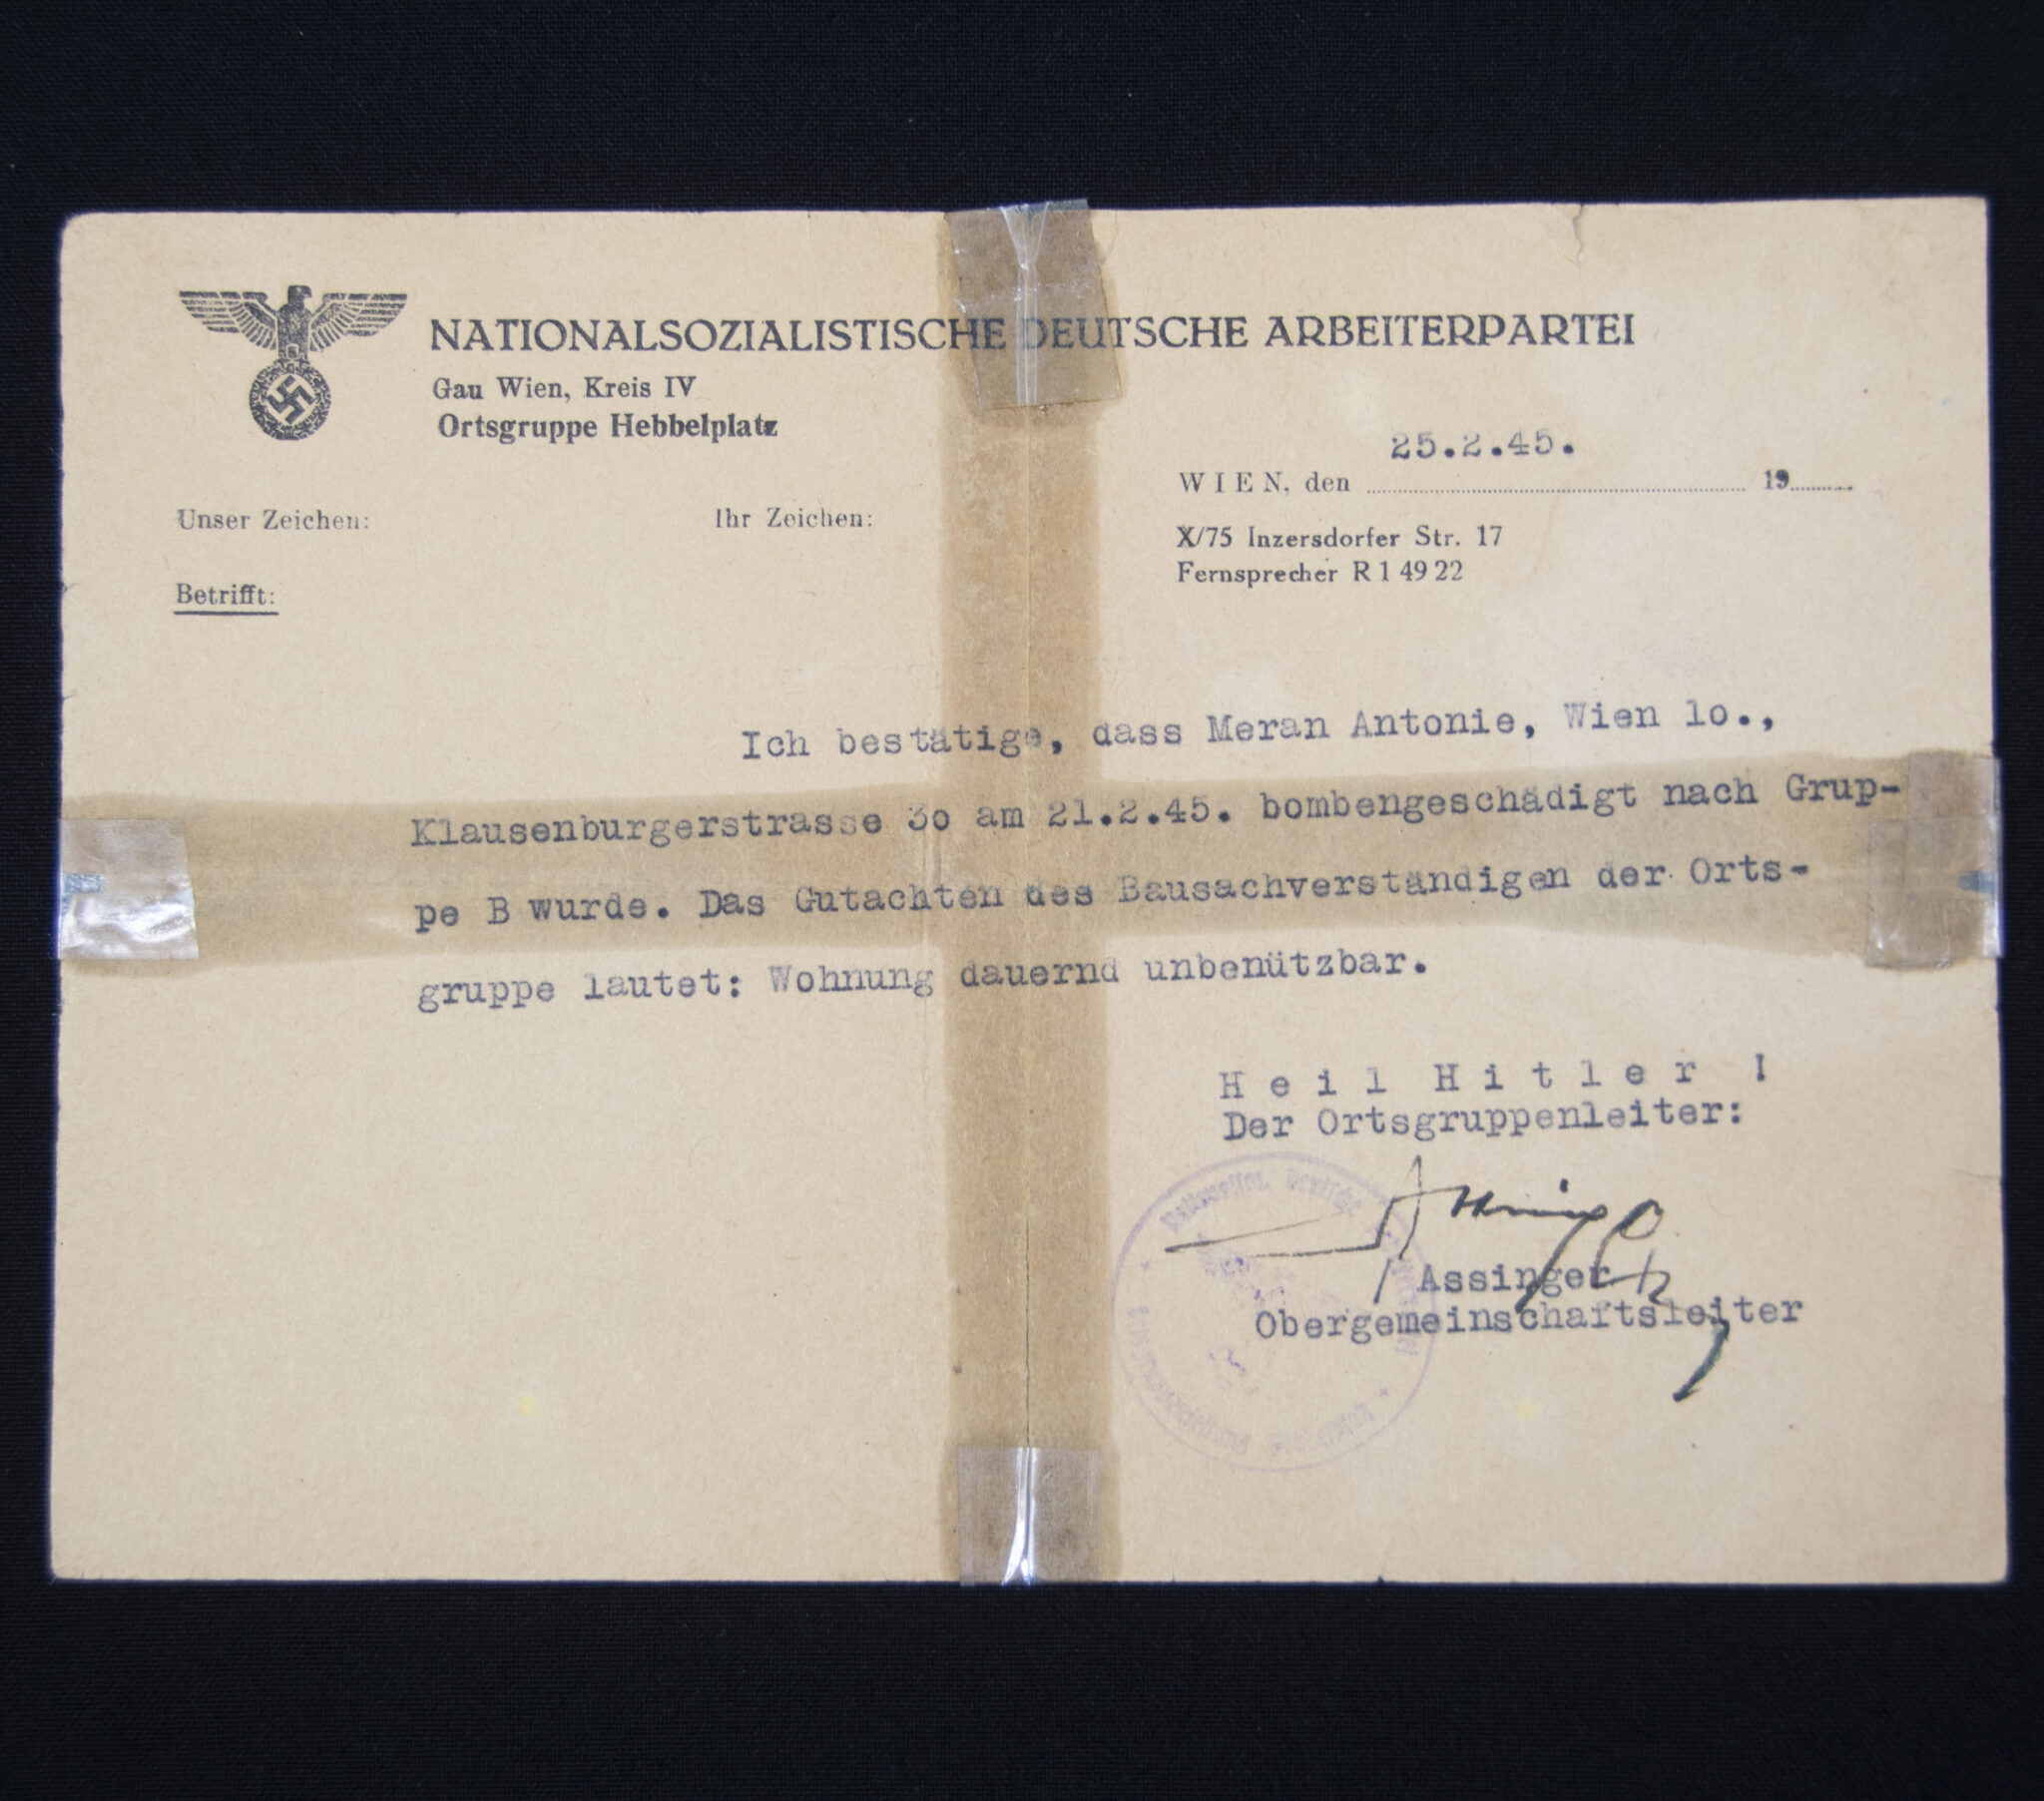 NATIONALSOZIALISTISCHE DEUTSCHE ARBEITERPARTEI
Gau Wien, Kreis IV
Ortsgruppe Hebbelplatz
25.2.45.
WIEN, den 19
Unser Zeichen: Ihr Zeichen:
X/75 Inzersdorfer Str. 17
Fernsprecher R 1 49 22
Betrifft:
Ich bestätige, dass Meran Antonie, Wien lo.,
Klausenburgerstrasse 3o am 21.2.45. bombengeschädigt nach Grup-
pe B wurde. Das Gutachten des Bausachverständigen der Orts-
gruppe lautet: Wohnung dauernd unbenützbar.
Heil Hitler !
Der Ortsgruppenleiter:
/ Assinger
Obergemeinschaftsleiter